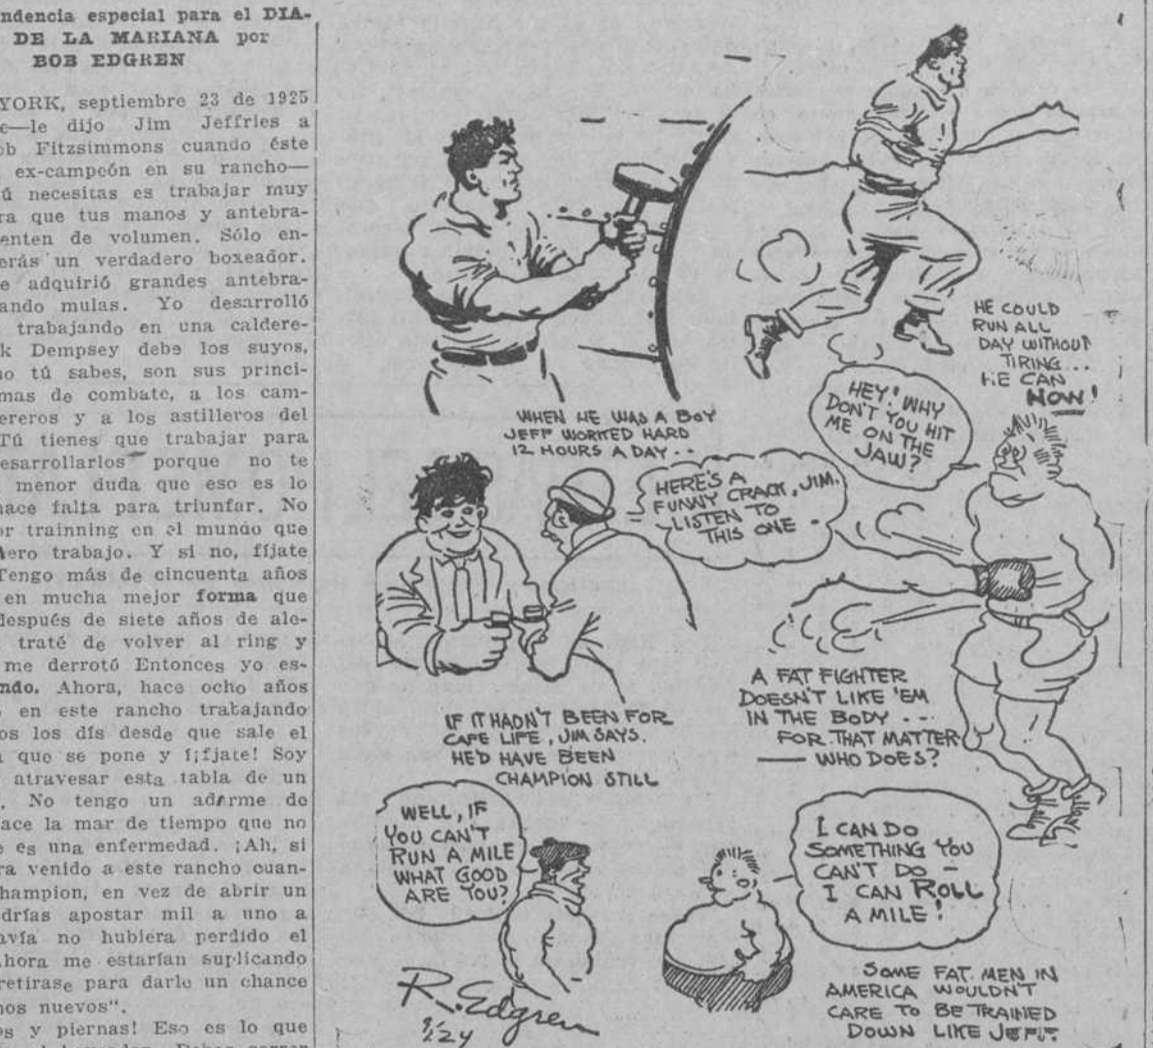 ndencia especial para el DIA-
DE LA MARINA por
BOB EDGREN
YORK, septiembre 23 de 1925
e—le dijo Jim Jeffries a
ob Fitzsimmons cuando éste
ex-campeón en su rancho—
ú necesitas es trabajar muy
ra que tus manos y antebra-
enten de volumen. Sólo en-
erás un verdadero boxeador.
e adquirió grandes antebra-
ando mulas. Yo desarrolló
trabajando en una caldere-
k Dempsey debe los suyos,
no tú sabes, son sus princi-
mas de combate, a los cam-
ereros y a los astilleros del
Tú tienes que trabajar para
esarrollarlos porque no te
menor duda que eso es lo
hace falta para triunfar. No
or trainning en el mundo que
ero trabajo. Y si no, fíjate
Tengo más de cincuenta años
en mucha mejor forma que
después de siete años de ale-
traté de volver al ring y
me derrotó Entonces yo es-
ndo. Ahora, hace ocho años
en este rancho trabajando
os los dís desde que sale el
a que se pone y ¡fíjate! Soy
atravesar esta tabla de un
. No tengo un adarme de
ace la mar de tiempo que no
e es una enfermedad. ¡Ah, si
ra venido a este rancho cuan-
hampion, en vez de abrir un
drías apostar mil a uno a
avía no hubiera perdido el
Ahora me estarían suplicando
retirase para darle un chance
nos nuevos".
os y piernas! Eso es lo que
WHEN HE WAS A BOY
JEFF WORKED HARD
12 HOURS A DAY..
HE COULD
RUN ALL
DAY WITHOUT
TIRING..
HE CAN
NOW!
HEY! WHY
DON'T YOU HIT
ME ON THE
JAW?
HERE'S A
FUNNY CRACK, JIM.
LISTEN TO
THIS ONE -
IF IT HADN'T BEEN FOR
CAFE LIFE, JIM SAYS.
HE'D HAVE BEEN
CHAMPION STILL
A FAT FIGHTER
DOESN'T LIKE 'EM
IN THE BODY ...
FOR THAT MATTER
— WHO DOES?
WELL, IF
YOU CAN'T
RUN A MILE
WHAT GOOD
ARE YOU?
I CAN DO
SOMETHING YOU
CAN'T DO -
I CAN ROLL
A MILE!
R. Edgren
9/24
SOME FAT MEN IN
AMERICA WOULDN'T
CARE TO BE TRAINED
DOWN LIKE JEFF.